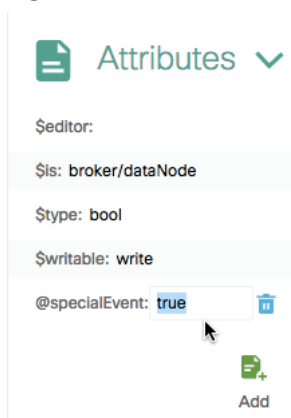 Attributes
$editor:
$is: broker/dataNode
$type: bool
$writable: write
@specialEvent: true
Add